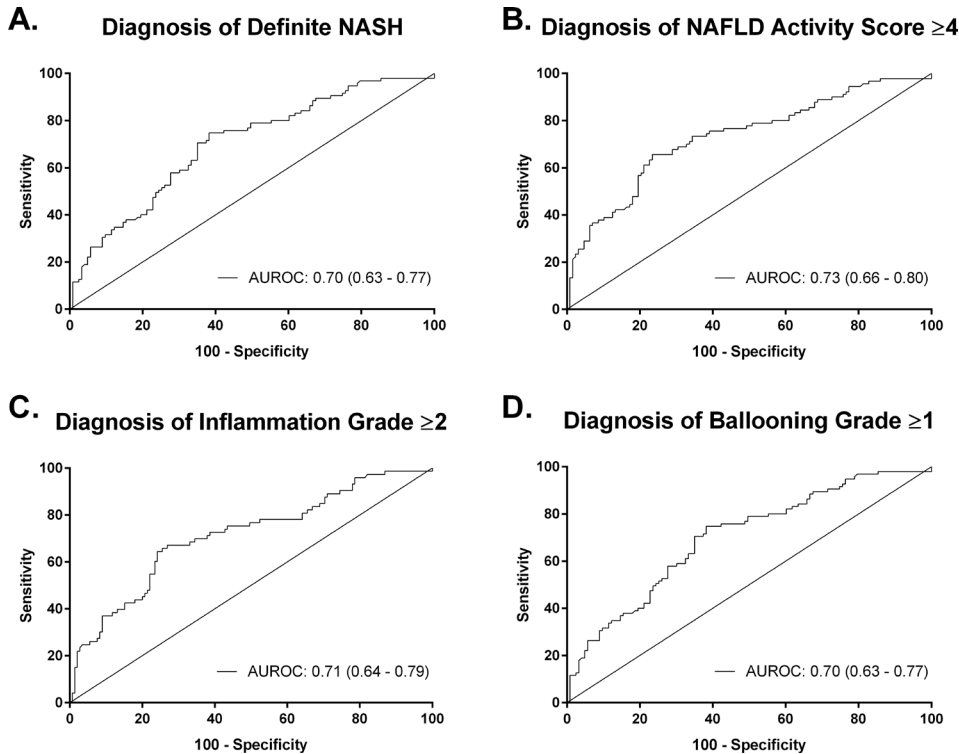 A. Diagnosis of Definite NASH
100
80
60
40
20
0
Sensitivity
0 20 40 60 80 100
100 - Specificity
AUROC: 0.70 (0.63 - 0.77)
B. Diagnosis of NAFLD Activity Score ≥4
100
80
60
40
20
0
Sensitivity
0 20 40 60 80 100
100 - Specificity
AUROC: 0.73 (0.66 - 0.80)
C. Diagnosis of Inflammation Grade ≥2
100
80
60
40
20
0
Sensitivity
0 20 40 60 80 100
100 - Specificity
AUROC: 0.71 (0.64 - 0.79)
D. Diagnosis of Ballooning Grade ≥1
100
80
60
40
20
0
Sensitivity
0 20 40 60 80 100
100 - Specificity
AUROC: 0.70 (0.63 - 0.77)